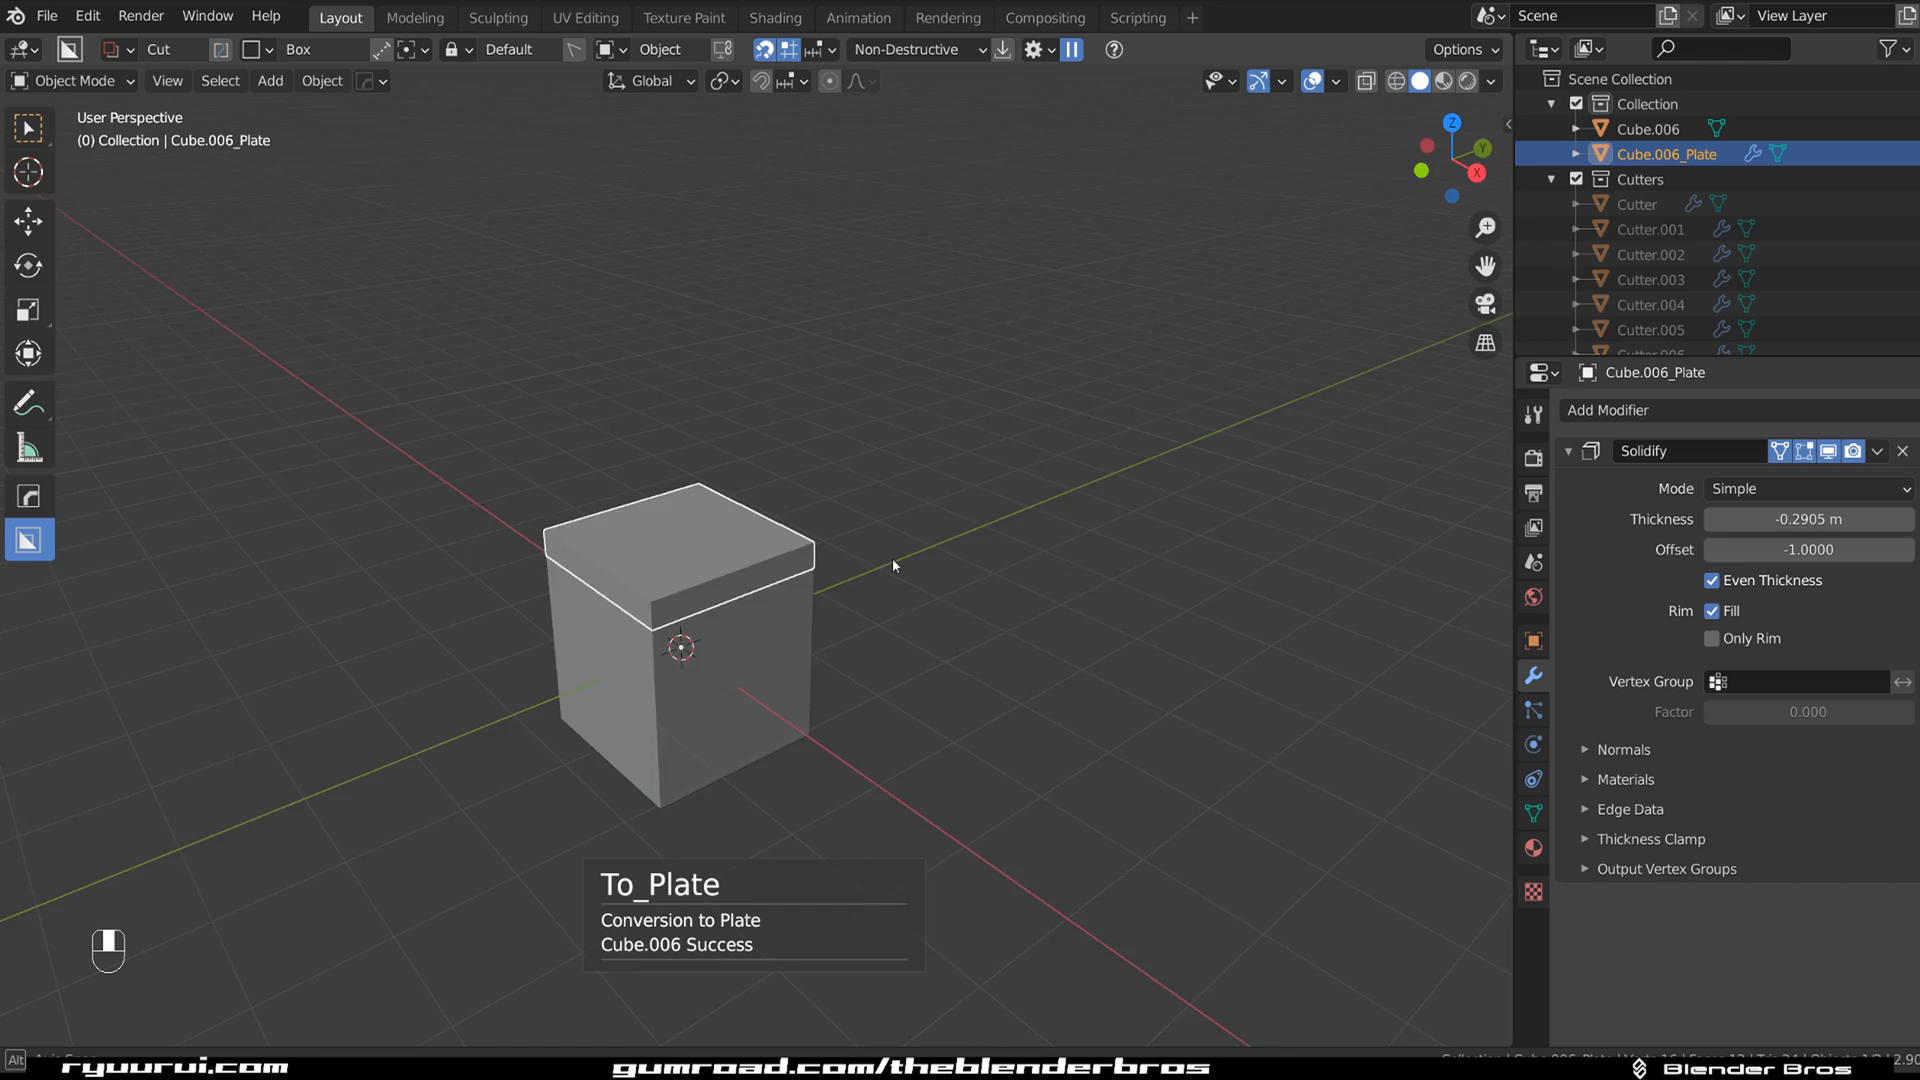 File Edit Render Window Help Layout Modeling Sculpting UV Editing Texture Paint Shading Animation Rendering Compositing Scripting + Scene View Layer
Cut Box Default Object Non-Destructive Options
Object Mode View Select Add Object Global
User Perspective
(0) Collection | Cube.006_Plate
Z
Y
X
Scene Collection
Collection
Cube.006
Cube.006_Plate
Cutters
Cutter
Cutter.001
Cutter.002
Cutter.003
Cutter.004
Cutter.005
Cutter.006
Cube.006_Plate
Add Modifier
Solidify
Mode Simple
Thickness -0.2905 m
Offset -1.0000
Even Thickness
Rim Fill
Only Rim
Vertex Group
Factor 0.000
Normals
Materials
Edge Data
Thickness Clamp
Output Vertex Groups
To_Plate
Conversion to Plate
Cube.006 Success
Alt
ryuurui.com gumroad.com/theblenderbros Blender Bros